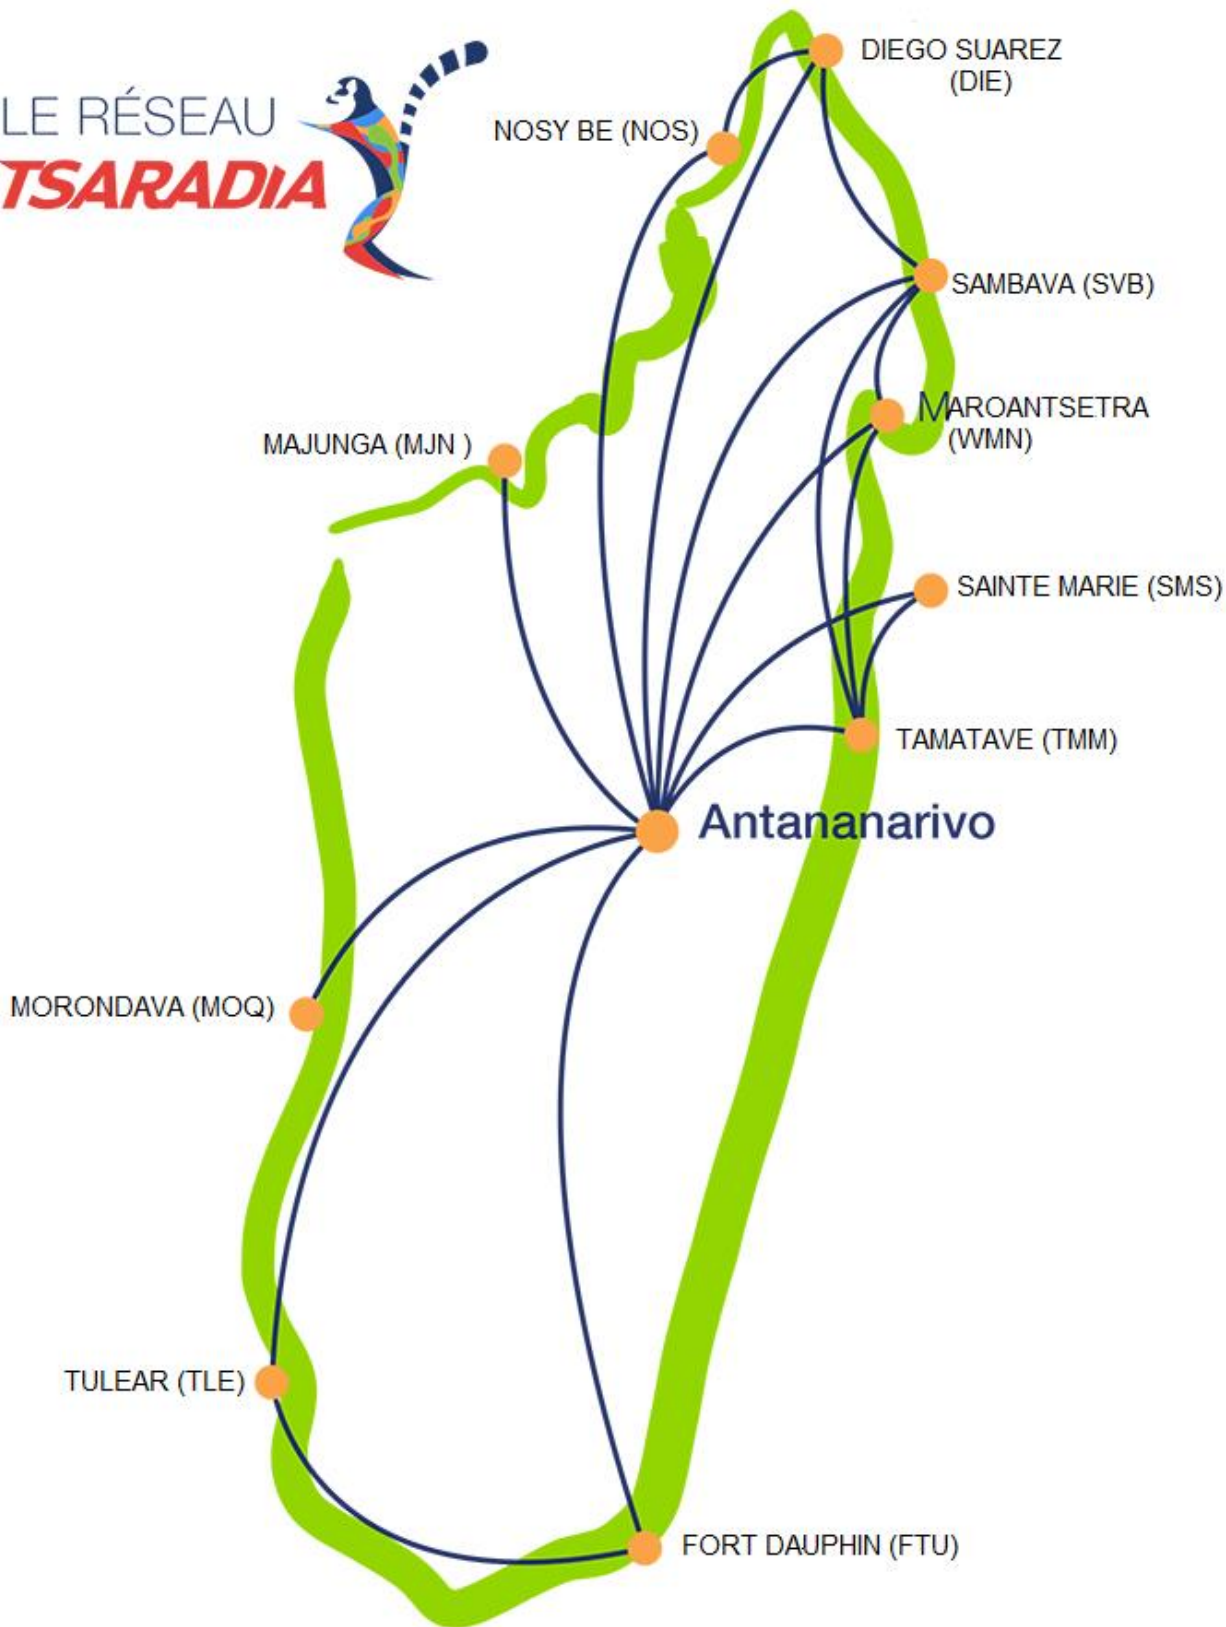 LE RÉSEAU
TSARADIA
DIEGO SUAREZ
(DIE)
NOSY BE (NOS)
SAMBAVA (SVB)
MAROANTSETRA
(WMN)
MAJUNGA (MJN )
SAINTE MARIE (SMS)
TAMATAVE (TMM)
Antananarivo
MORONDAVA (MOQ)
TULEAR (TLE)
FORT DAUPHIN (FTU)